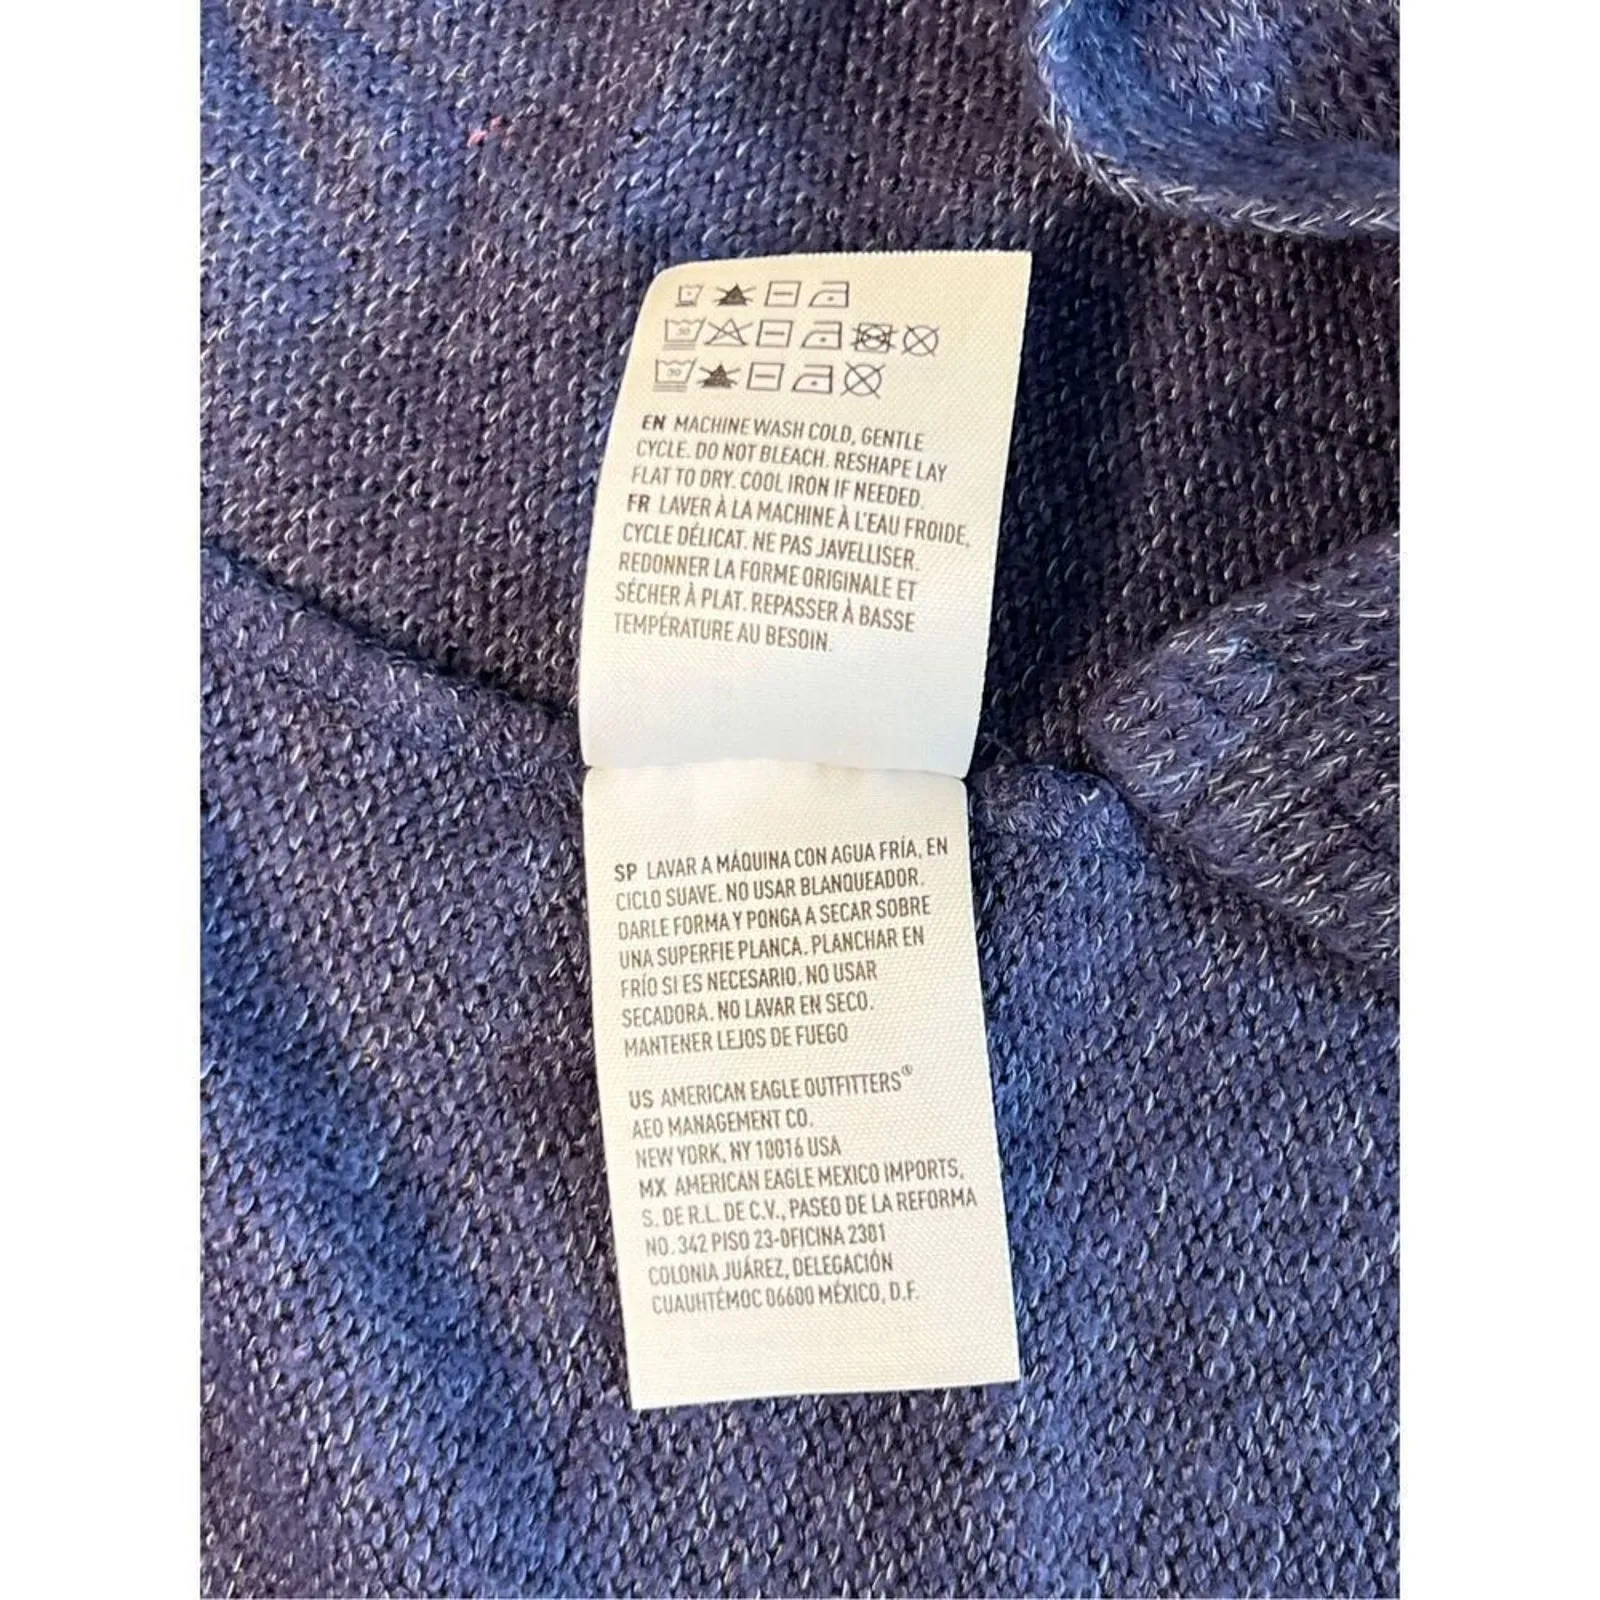 30
30
EN MACHINE WASH COLD, GENTLE
CYCLE. DO NOT BLEACH. RESHAPE LAY
FLAT TO DRY. COOL IRON IF NEEDED.
FR LAVER À LA MACHINE À L'EAU FROIDE,
CYCLE DÉLICAT. NE PAS JAVELLISER.
REDONNER LA FORME ORIGINALE ET
SÉCHER À PLAT. REPASSER À BASSE
TEMPÉRATURE AU BESOIN.
SP LAVAR A MÁQUINA CON AGUA FRÍA, EN
CICLO SUAVE. NO USAR BLANQUEADOR.
DARLE FORMA Y PONGA A SECAR SOBRE
UNA SUPERFIE PLANCA. PLANCHAR EN
FRÍO SI ES NECESARIO. NO USAR
SECADORA. NO LAVAR EN SECO.
MANTENER LEJOS DE FUEGO
US AMERICAN EAGLE OUTFITTERS®
AEO MANAGEMENT CO.
NEW YORK, NY 10016 USA
MX AMERICAN EAGLE MEXICO IMPORTS,
S. DE R.L. DE C.V., PASEO DE LA REFORMA
NO. 342 PISO 23-OFICINA 2301
COLONIA JUÁREZ, DELEGACIÓN
CUAUHTÉMOC 06600 MÉXICO, D.F.